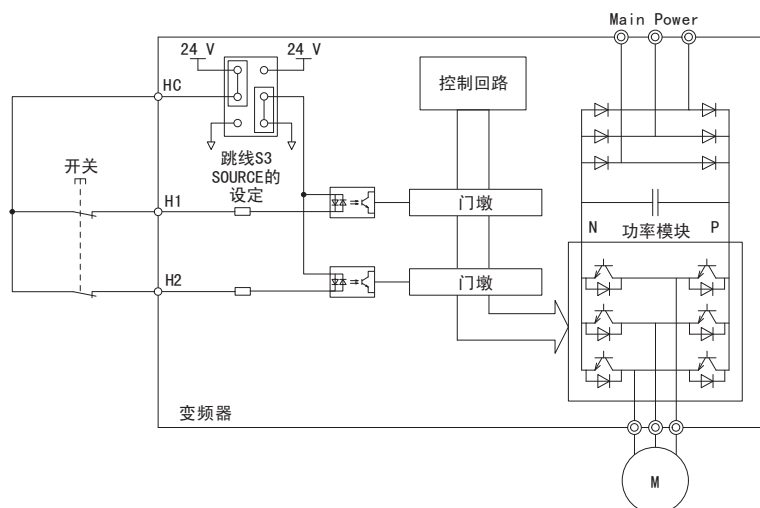 Main Power
24 V
24 V
HC
控制回路
跳线S3
SOURCE的
设定
开关
H1
门墩
N
功率模块
P
H2
门墩
变频器
M